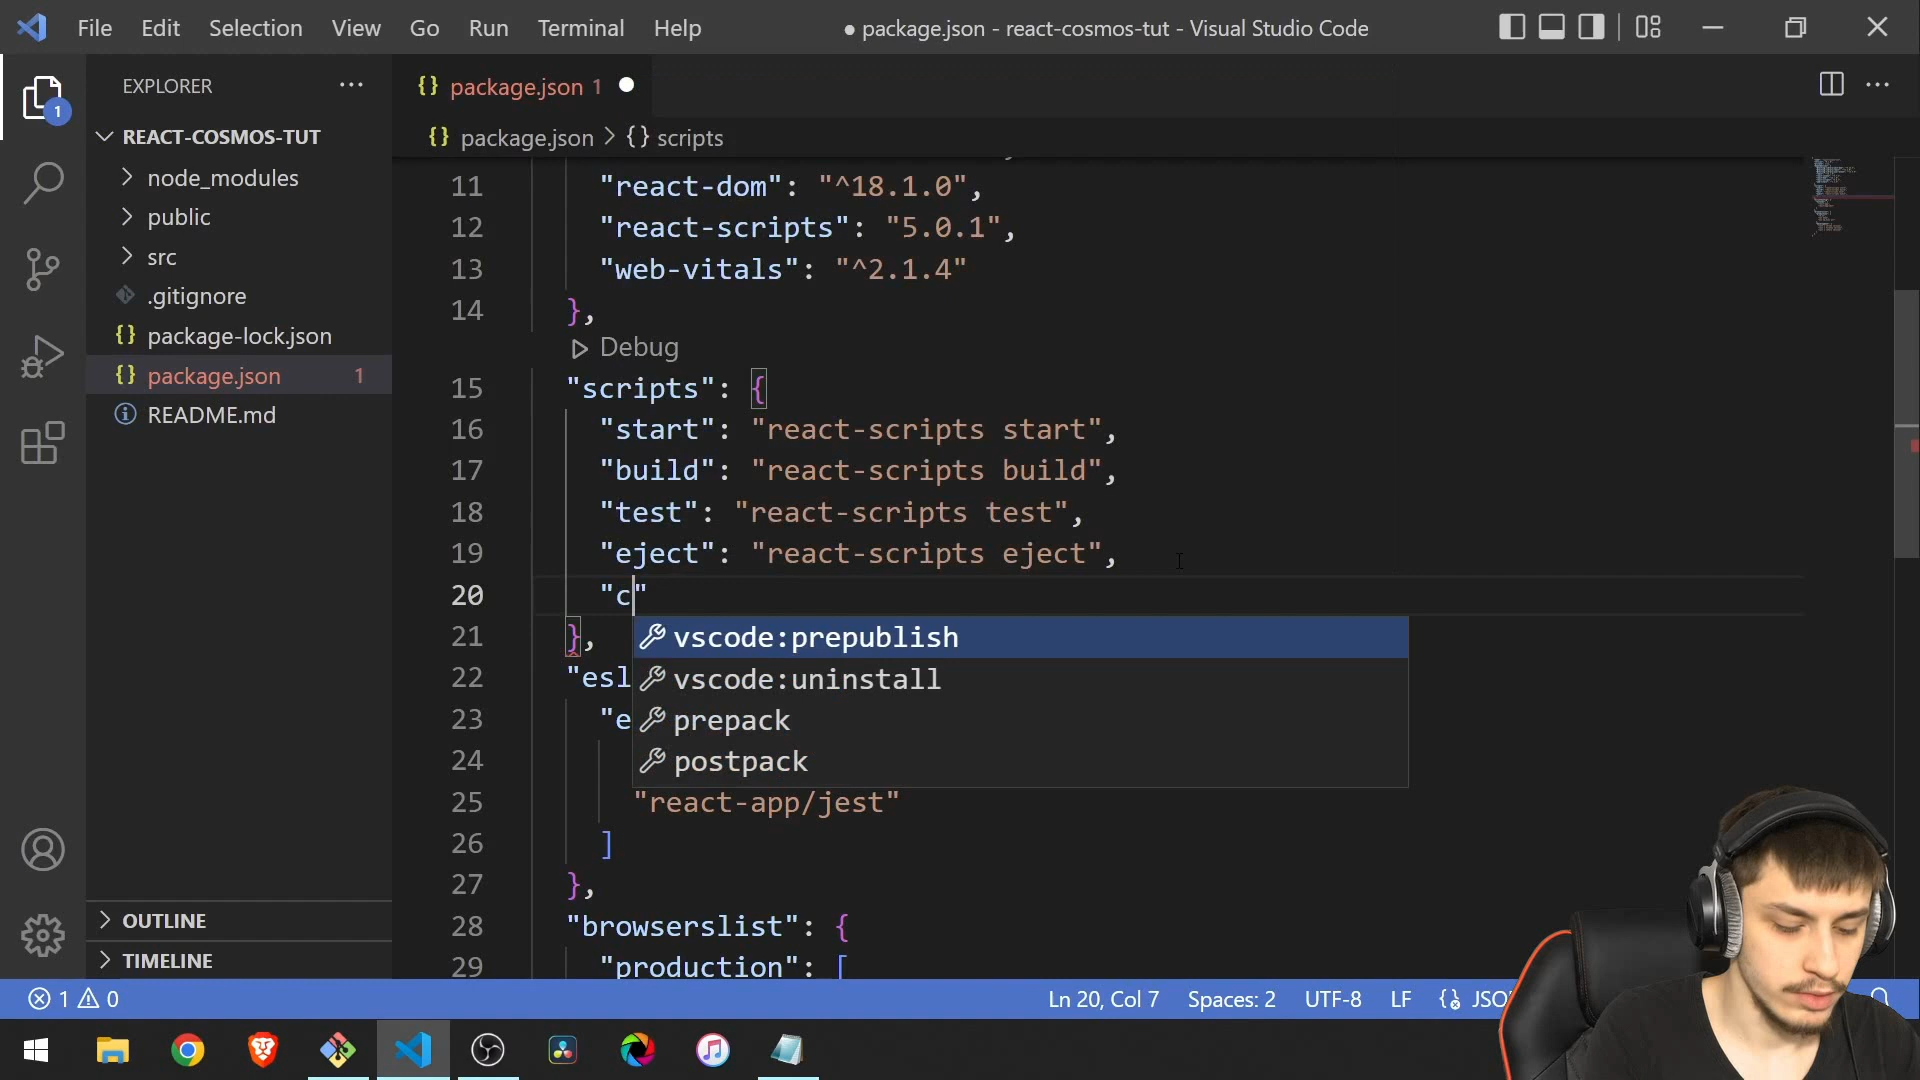 File Edit Selection View Go Run Terminal Help
● package.json - react-cosmos-tut - Visual Studio Code
EXPLORER
REACT-COSMOS-TUT
node_modules
public
src
.gitignore
package-lock.json
package.json 1
README.md
OUTLINE
TIMELINE
1
{} package.json 1
{} package.json > {} scripts
11 "react-dom": "^18.1.0",
12 "react-scripts": "5.0.1",
13 "web-vitals": "^2.1.4"
14 },
Debug
15 "scripts": {
16 "start": "react-scripts start",
17 "build": "react-scripts build",
18 "test": "react-scripts test",
19 "eject": "react-scripts eject",
20 "c"
21 },
vscode:prepublish
22 "esl
vscode:uninstall
23 "e
prepack
24
postpack
25 "react-app/jest"
26 ]
27 },
28 "browserslist": {
29 "production": [
1 0
Ln 20, Col 7 Spaces: 2 UTF-8 LF {} JSO